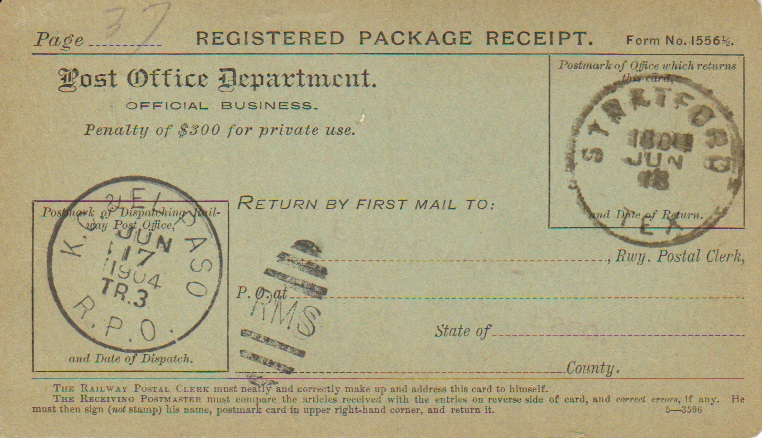 Page 37 REGISTERED PACKAGE RECEIPT. Form No. 1556½.
Post Office Department.
OFFICIAL BUSINESS.
Penalty of $300 for private use.
Postmark of Office which returns
this card,
STRATFORD
JUN
18
TEX
and Date of Return.
RETURN BY FIRST MAIL TO:
Postmark of Dispatching Rail-
way Post Office,
K.C. & EL PASO
JUN
17
1904
TR.3
R.P.O.
and Date of Dispatch.
RMS
, Rwy. Postal Clerk,
P. O. at
State of
County.
THE RAILWAY POSTAL CLERK must neatly and correctly make up and address this card to himself.
THE RECEIVING POSTMASTER must compare the articles received with the entries on reverse side of card, and correct errors, if any. He
must then sign (not stamp) his name, postmark card in upper right-hand corner, and return it. 5—3596